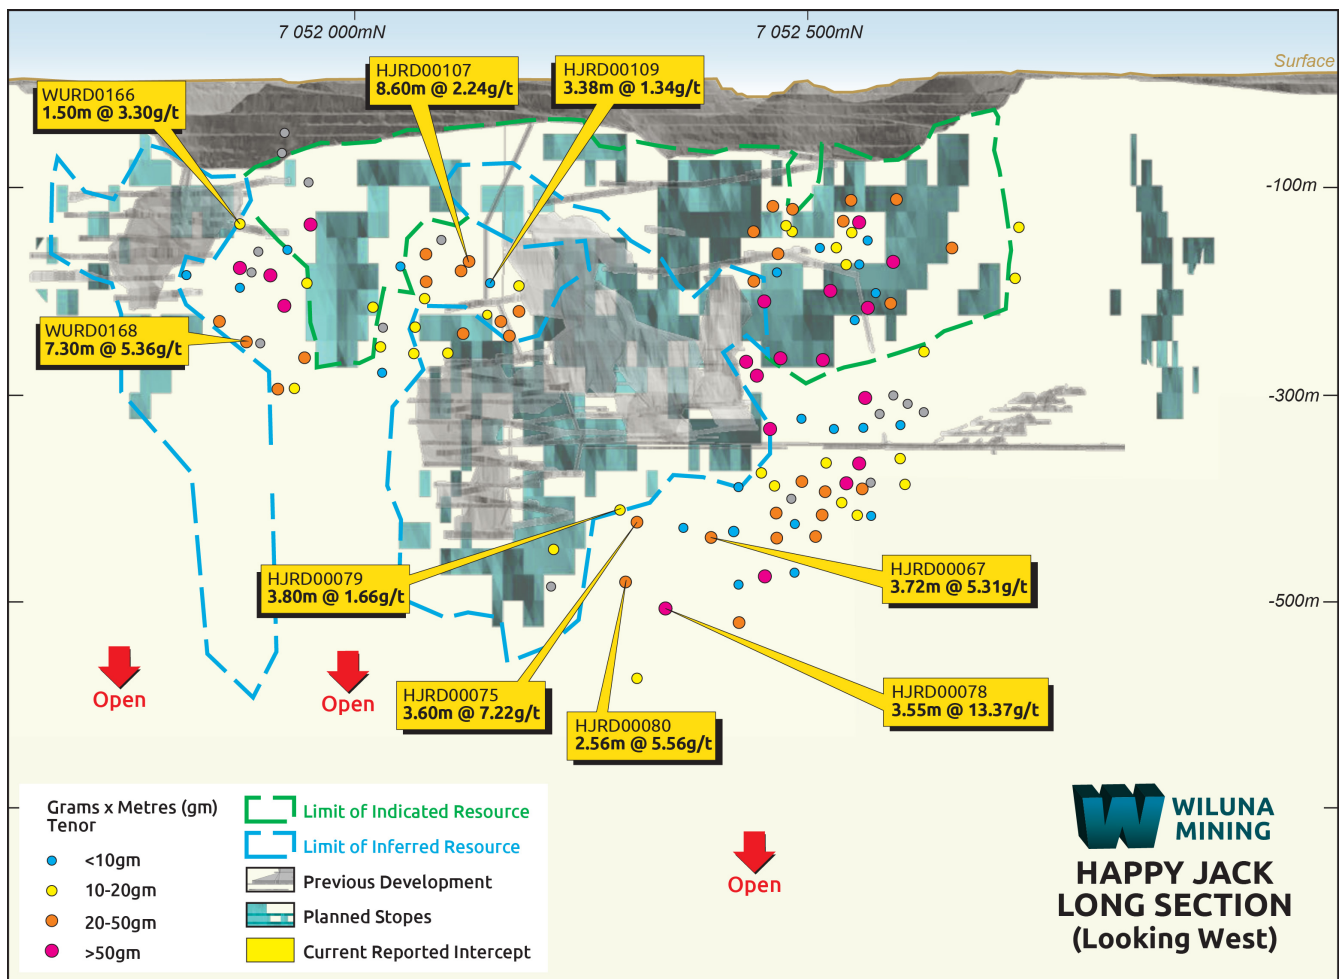 7 052 000mN
7 052 500mN
Surface
WURD0166
1.50m @ 3.30g/t
HJRD00107
8.60m @ 2.24g/t
HJRD00109
3.38m @ 1.34g/t
-100m
WURD0168
7.30m @ 5.36g/t
-300m
HJRD00079
3.80m @ 1.66g/t
HJRD00067
3.72m @ 5.31g/t
-500m
Open
Open
HJRD00075
3.60m @ 7.22g/t
HJRD00080
2.56m @ 5.56g/t
HJRD00078
3.55m @ 13.37g/t
Open
Grams x Metres (gm)
Tenor
<10gm
10-20gm
20-50gm
>50gm
Limit of Indicated Resource
Limit of Inferred Resource
Previous Development
Planned Stopes
Current Reported Intercept
WILUNA
MINING
HAPPY JACK
LONG SECTION
(Looking West)